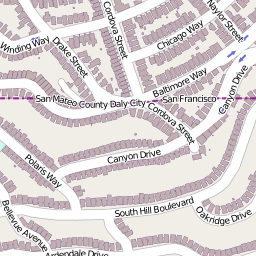 Naylor Street
Cordova Street
Chicago Way
Winding Way
Drake Street
Baltimore Way
Canyon Drive
San Mateo County Daly City
San Francisco
Cordova Street
Canyon Drive
Polaris Way
South Hill Boulevard
Oakridge Drive
Bellevue Avenue
Allendale Drive